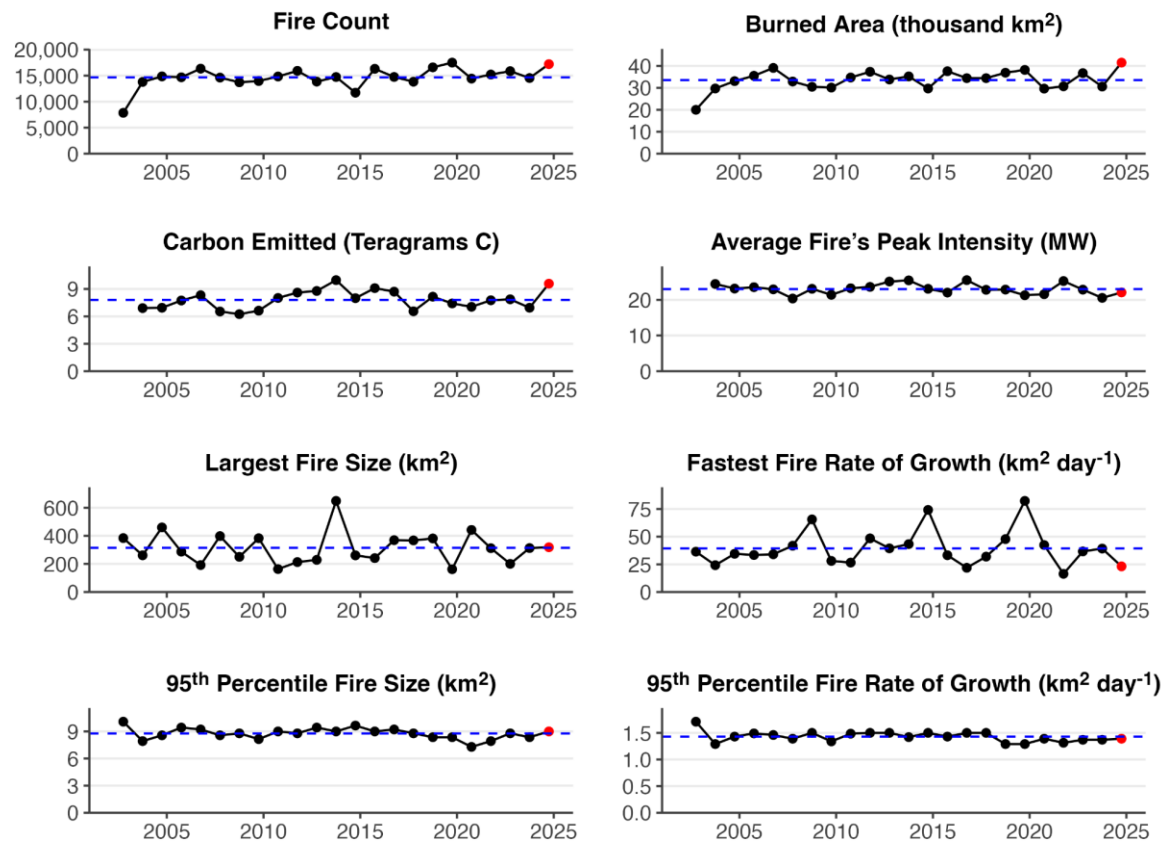 Fire Count
20,000
15,000
10,000
5,000
0
2005 2010 2015 2020 2025
Burned Area (thousand km²)
40
30
20
10
0
2005 2010 2015 2020 2025
Carbon Emitted (Teragrams C)
9
6
3
0
2005 2010 2015 2020 2025
Average Fire’s Peak Intensity (MW)
20
10
0
2005 2010 2015 2020 2025
Largest Fire Size (km²)
600
400
200
0
2005 2010 2015 2020 2025
Fastest Fire Rate of Growth (km² day⁻¹)
75
50
25
0
2005 2010 2015 2020 2025
95ᵗʰ Percentile Fire Size (km²)
9
6
3
0
2005 2010 2015 2020 2025
95ᵗʰ Percentile Fire Rate of Growth (km² day⁻¹)
1.5
1.0
0.5
0.0
2005 2010 2015 2020 2025